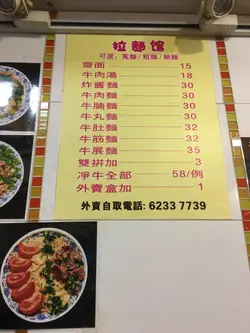 拉麵馆
可選:寬麵/粗麵/細麵
齋面 15
牛肉湯 18
炸醬麵 30
牛肉麵 30
牛腩麵 30
牛丸麵 30
牛肚麵 32
牛筋麵 32
牛展麵 35
雙拼加 3
凈牛全部 58/例
外賣盒加 1
外賣自取電話: 6233 7739